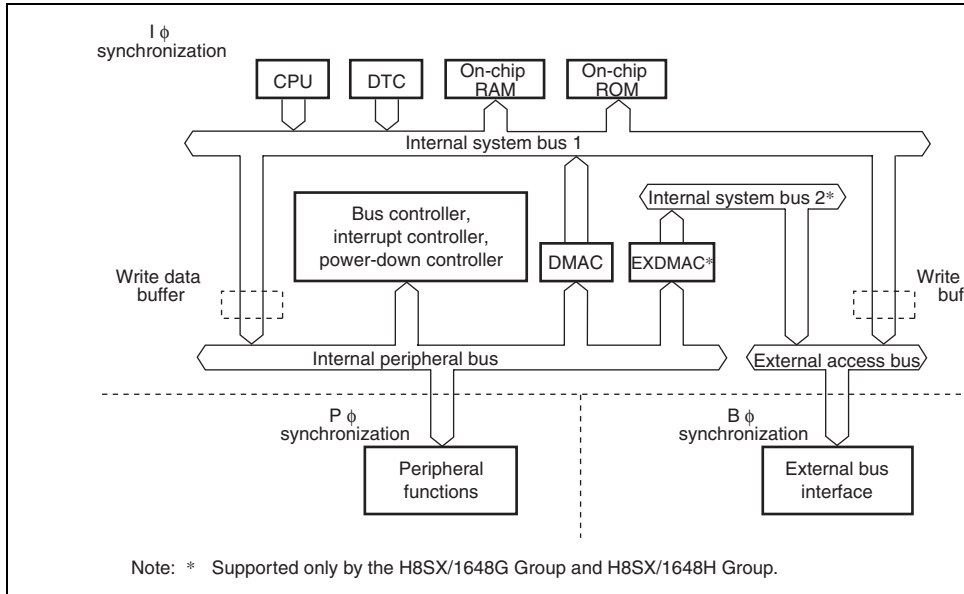 I ϕ
synchronization
CPU
DTC
On-chip
RAM
On-chip
ROM
Internal system bus 1
Internal system bus 2*
Bus controller,
interrupt controller,
power-down controller
DMAC
EXDMAC*
Write data
buffer
Write
Internal peripheral bus
External access bus
P ϕ
synchronization
B ϕ
synchronization
Peripheral
functions
External bus
interface
Note: * Supported only by the H8SX/1648G Group and H8SX/1648H Group.